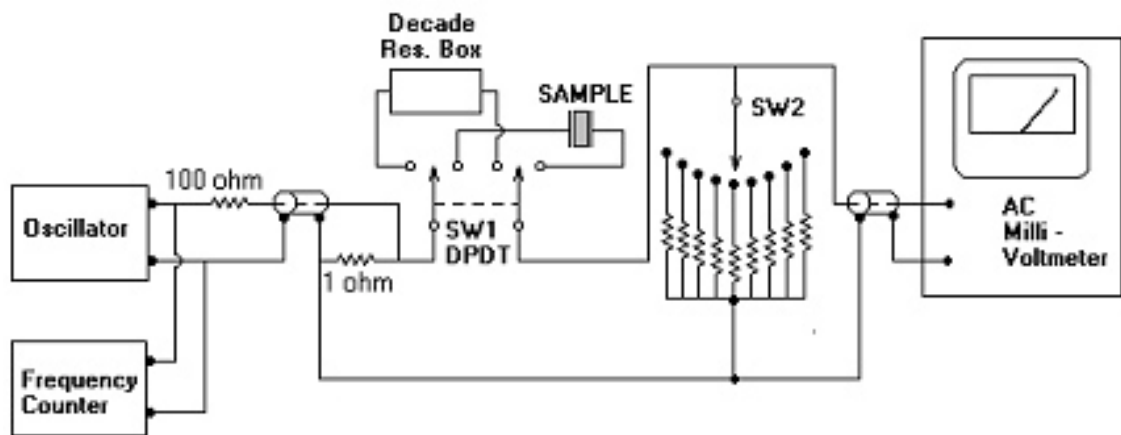 Decade
Res. Box
SAMPLE
SW2
100 ohm
Oscillator
SW1
DPDT
1 ohm
AC
Milli -
Voltmeter
Frequency
Counter